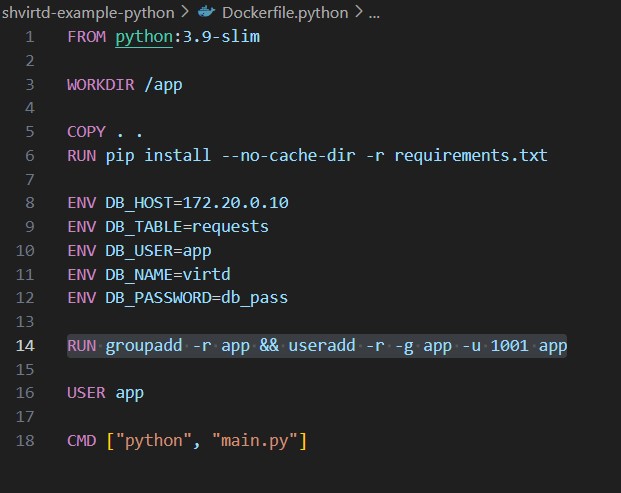 shvirtd-example-python > Dockerfile.python > ...
1 FROM python:3.9-slim
2
3 WORKDIR /app
4
5 COPY . .
6 RUN pip install --no-cache-dir -r requirements.txt
7
8 ENV DB_HOST=172.20.0.10
9 ENV DB_TABLE=requests
10 ENV DB_USER=app
11 ENV DB_NAME=virtd
12 ENV DB_PASSWORD=db_pass
13
14 RUN groupadd -r app && useradd -r -g app -u 1001 app
15
16 USER app
17
18 CMD ["python", "main.py"]